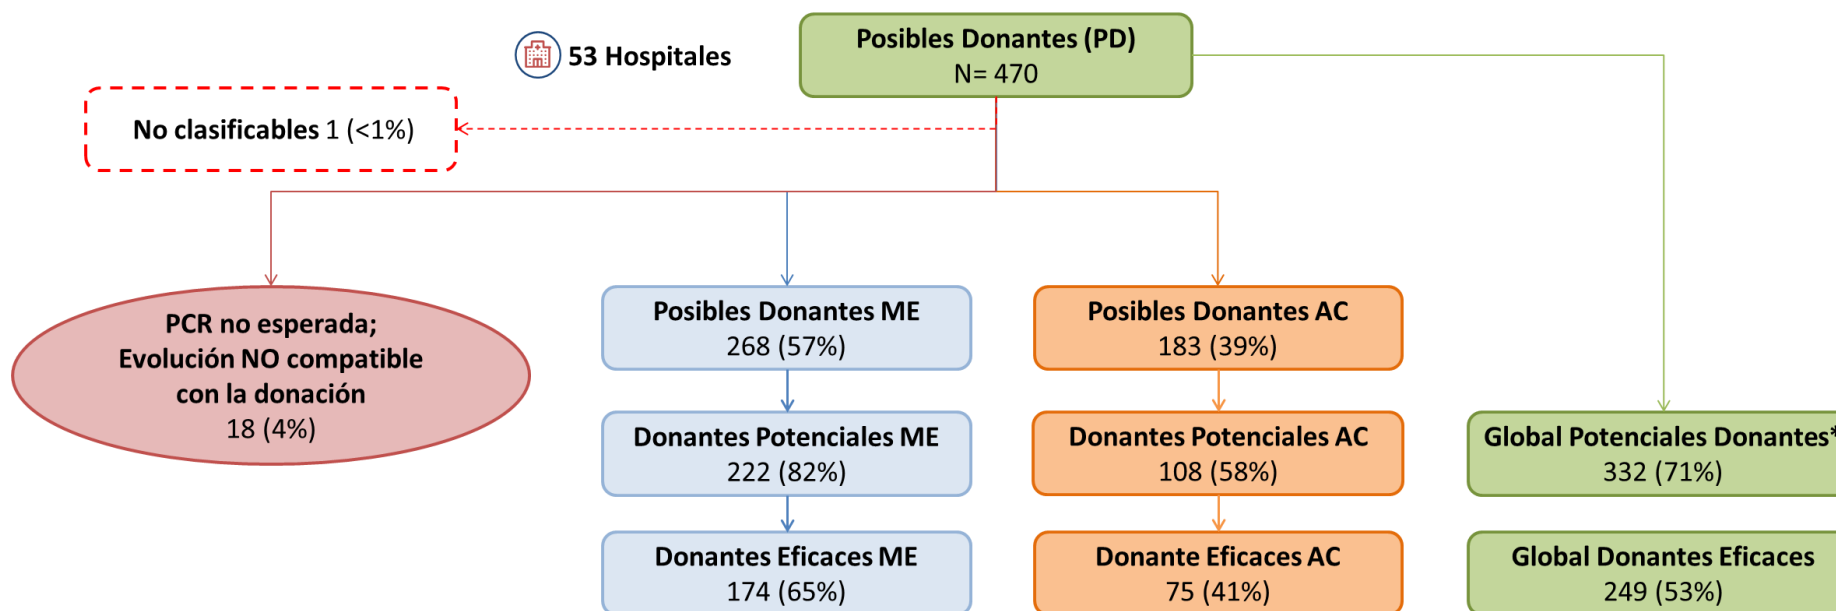 53 Hospitales
Posibles Donantes (PD)
N= 470
No clasificables 1 (<1%)
PCR no esperada;
Evolución NO compatible
con la donación
18 (4%)
Posibles Donantes ME
268 (57%)
Donantes Potenciales ME
222 (82%)
Donantes Eficaces ME
174 (65%)
Posibles Donantes AC
183 (39%)
Donantes Potenciales AC
108 (58%)
Donante Eficaces AC
75 (41%)
Global Potenciales Donantes*
332 (71%)
Global Donantes Eficaces
249 (53%)